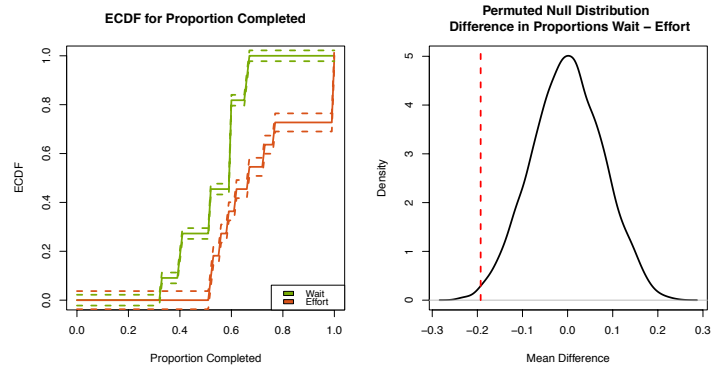 ECDF for Proportion Completed
ECDF
1.0
0.8
0.6
0.4
0.2
0.0
Wait
Effort
0.0 0.2 0.4 0.6 0.8 1.0
Proportion Completed
Permuted Null Distribution
Difference in Proportions Wait − Effort
Density
5
4
3
2
1
0
−0.3 −0.2 −0.1 0.0 0.1 0.2 0.3
Mean Difference